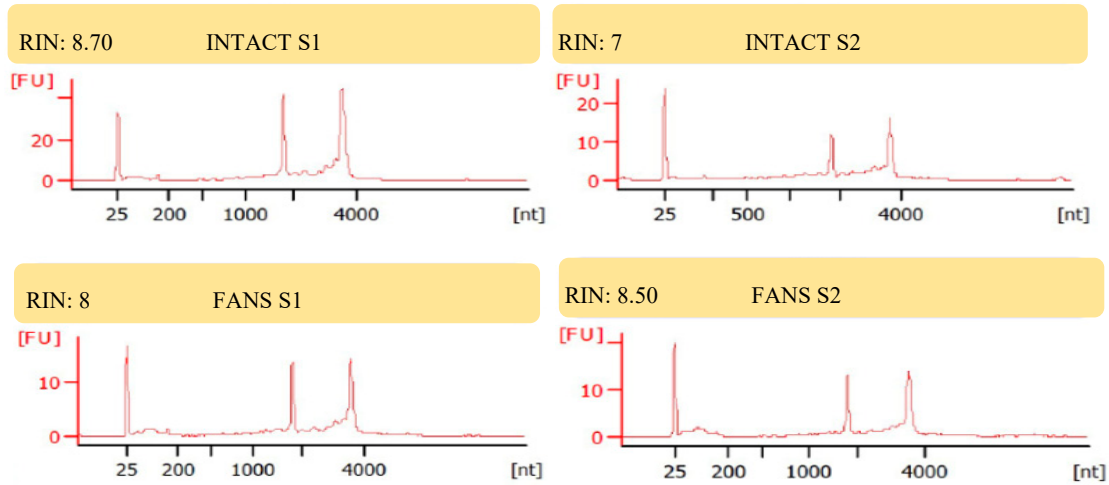 RIN: 8.70 INTACT S1
[FU]
20
0
25 200 1000 4000 [nt]
RIN: 7 INTACT S2
[FU]
20
10
0
25 500 4000 [nt]
RIN: 8 FANS S1
[FU]
10
0
25 200 1000 4000 [nt]
RIN: 8.50 FANS S2
[FU]
10
0
25 200 1000 4000 [nt]